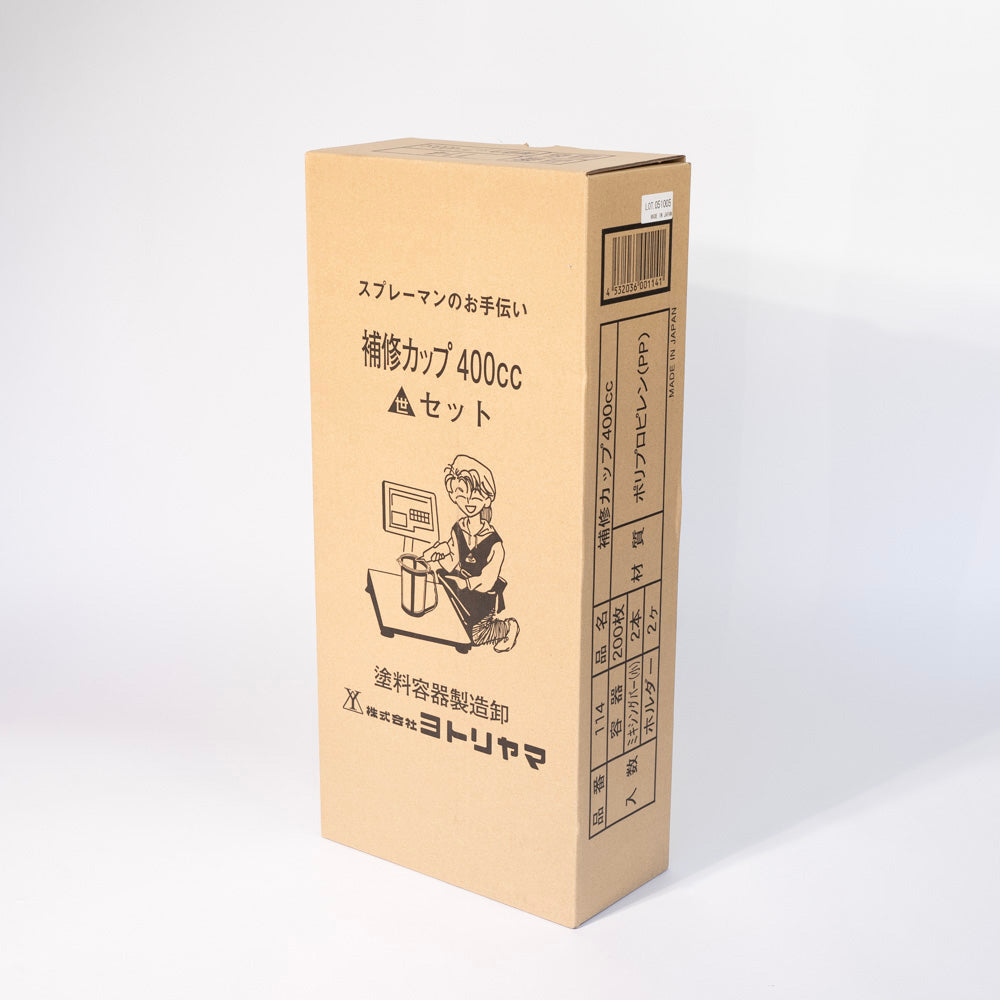 スプレーマンのお手伝い
補修カップ 400cc
世 セット
塗料容器製造卸
株式会社 ヨトリヤマ
LOT.051005
MADE IN JAPAN
4 532036 001141
MADE IN JAPAN
品番 114 品名 補修カップ400cc
入数 容器 200枚 材質 ポリプロピレン(PP)
ミキシングバー(小) 2本
ホルダー 2ヶ